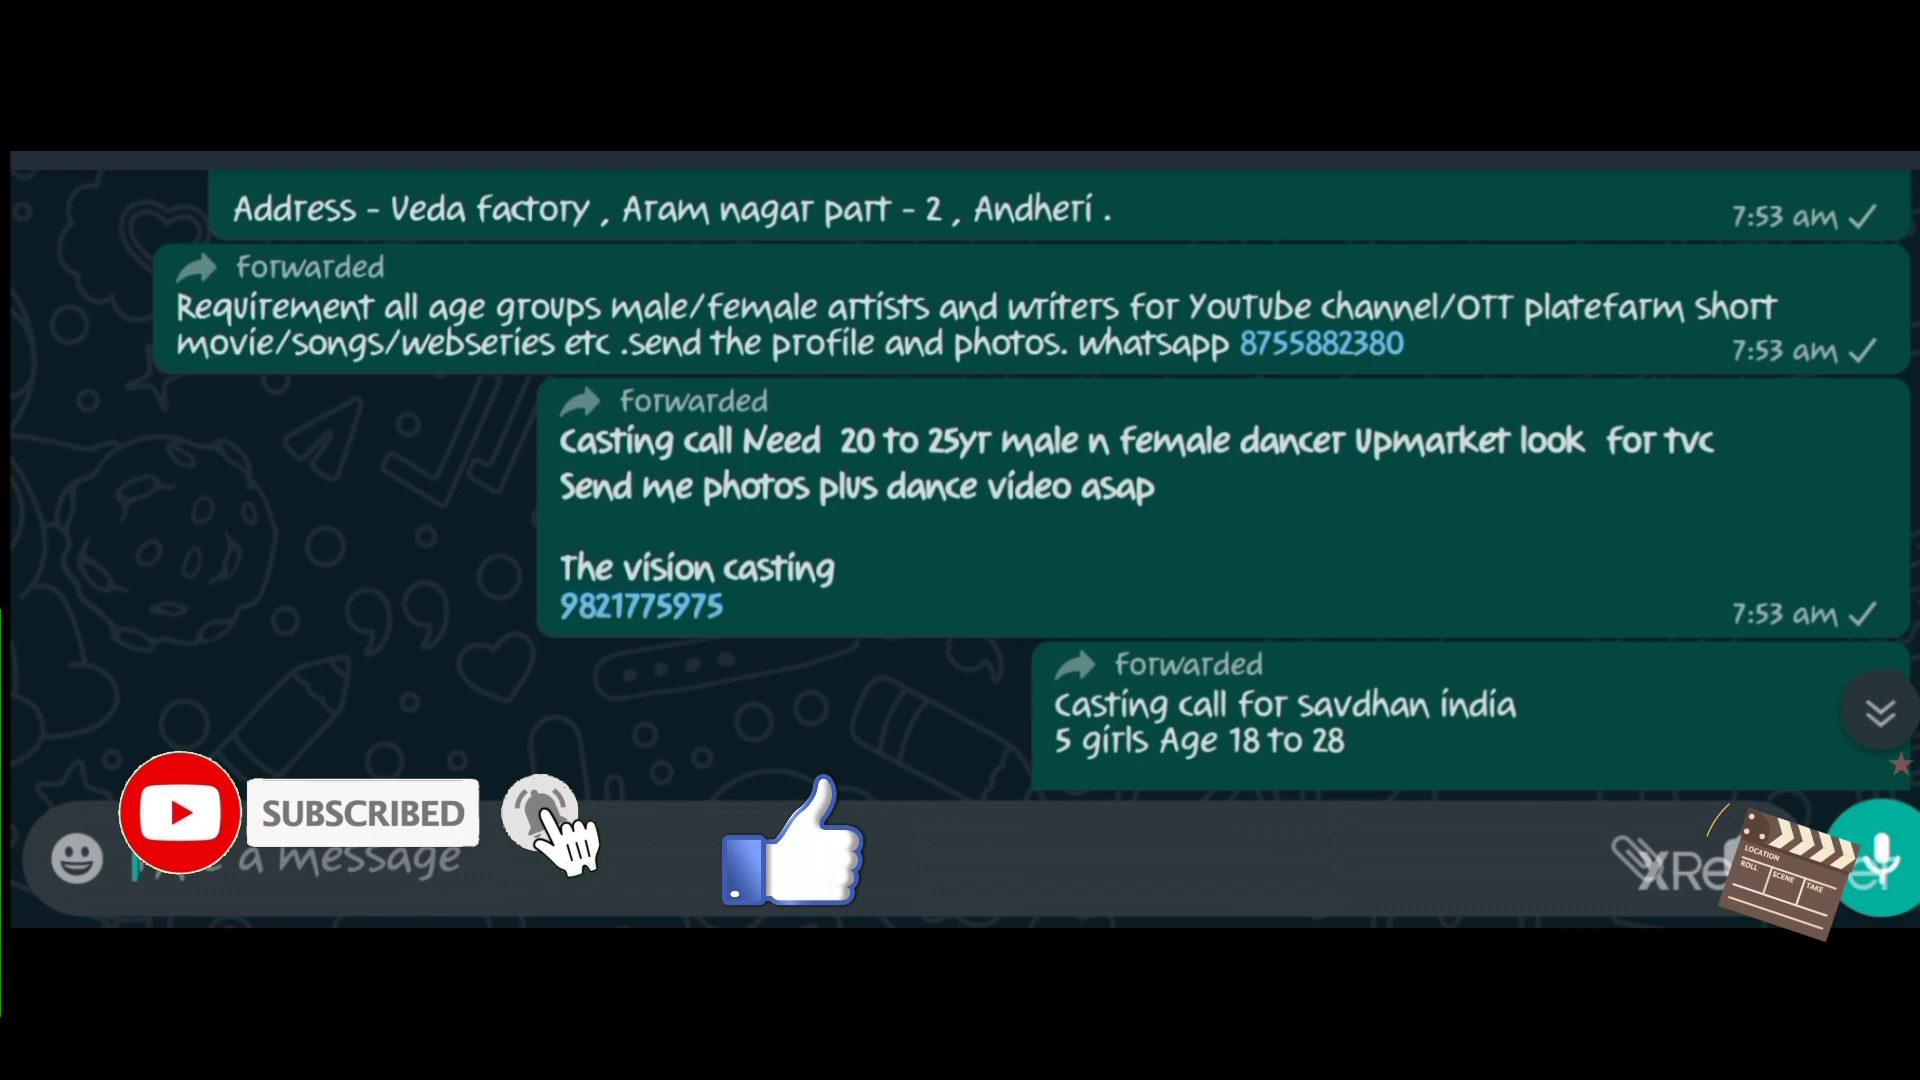 Address - Veda factory , Aram nagar part - 2 , Andheri .
7:53 am
Forwarded
Requirement all age groups male/female artists and writers for YouTube channel/OTT platefarm short
movie/songs/webseries etc .send the profile and photos. whatsapp 8755882380
7:53 am
Forwarded
Casting call Need 20 to 25yr male n female dancer Upmarket look for tvc
Send me photos plus dance video asap
The vision casting
9821775975
7:53 am
Forwarded
Casting call for savdhan india
5 girls Age 18 to 28
SUBSCRIBED
a message
LOCATION
ROLL
SCENE
TAKE